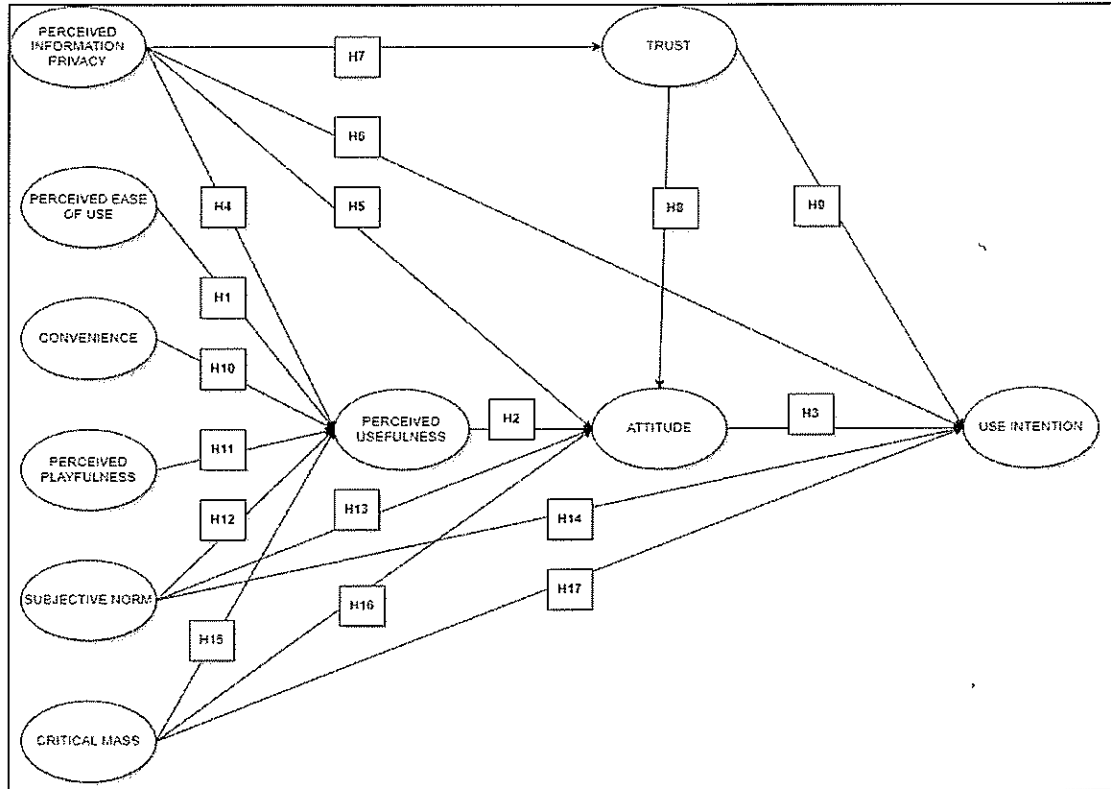 PERCEIVED
INFORMATION
PRIVACY
H7
TRUST
H6
PERCEIVED EASE
OF USE
H4
H5
H8
H9
H1
CONVENIENCE
H10
PERCEIVED
USEFULNESS
H2
ATTITUDE
H3
USE INTENTION
PERCEIVED
PLAYFULNESS
H11
H12
H13
H14
SUBJECTIVE NORM
H15
H16
H17
CRITICAL MASS